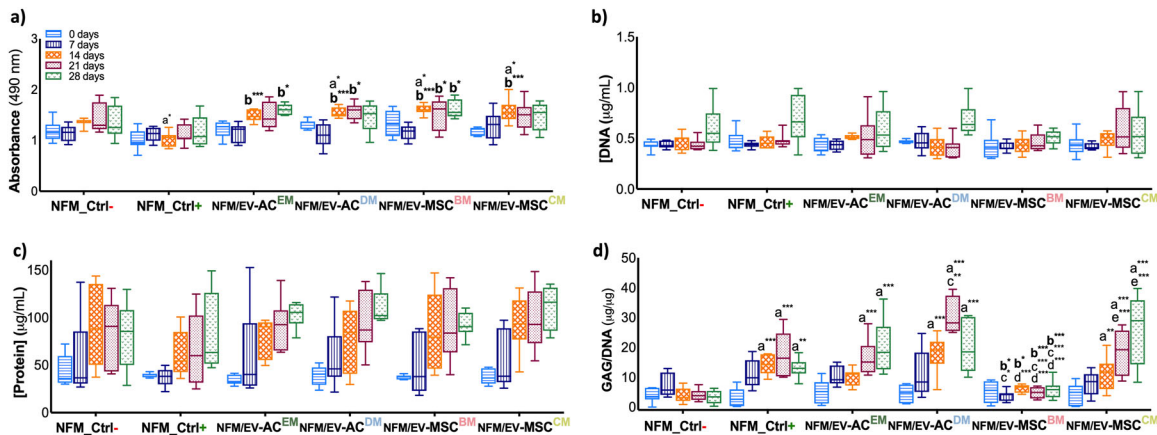 a)
Absorbance (490 nm)
3
2
1
0
0 days
7 days
14 days
21 days
28 days
a*
b***
b*
a*
b*** b*
a*
b*** b* b*
a*
b***
NFM_Ctrl- NFM_Ctrl+ NFM/EV-AC^EM NFM/EV-AC^DM NFM/EV-MSC^BM NFM/EV-MSC^CM
b)
[DNA (µg/mL)
1.5
1.0
0.5
0.0
NFM_Ctrl- NFM_Ctrl+ NFM/EV-AC^EM NFM/EV-AC^DM NFM/EV-MSC^BM NFM/EV-MSC^CM
c)
[Protein] (µg/mL)
150
100
50
0
NFM_Ctrl- NFM_Ctrl+ NFM/EV-AC^EM NFM/EV-AC^DM NFM/EV-MSC^BM NFM/EV-MSC^CM
d)
GAG/DNA (µg/µg)
50
40
30
20
10
0
a***
a***
a**
a***
a***
a***
a***
c**
a***
b*
c
b*
d***
b***
c***
d***
b***
c***
d***
a**
a***
e***
a***
e***
NFM_Ctrl- NFM_Ctrl+ NFM/EV-AC^EM NFM/EV-AC^DM NFM/EV-MSC^BM NFM/EV-MSC^CM